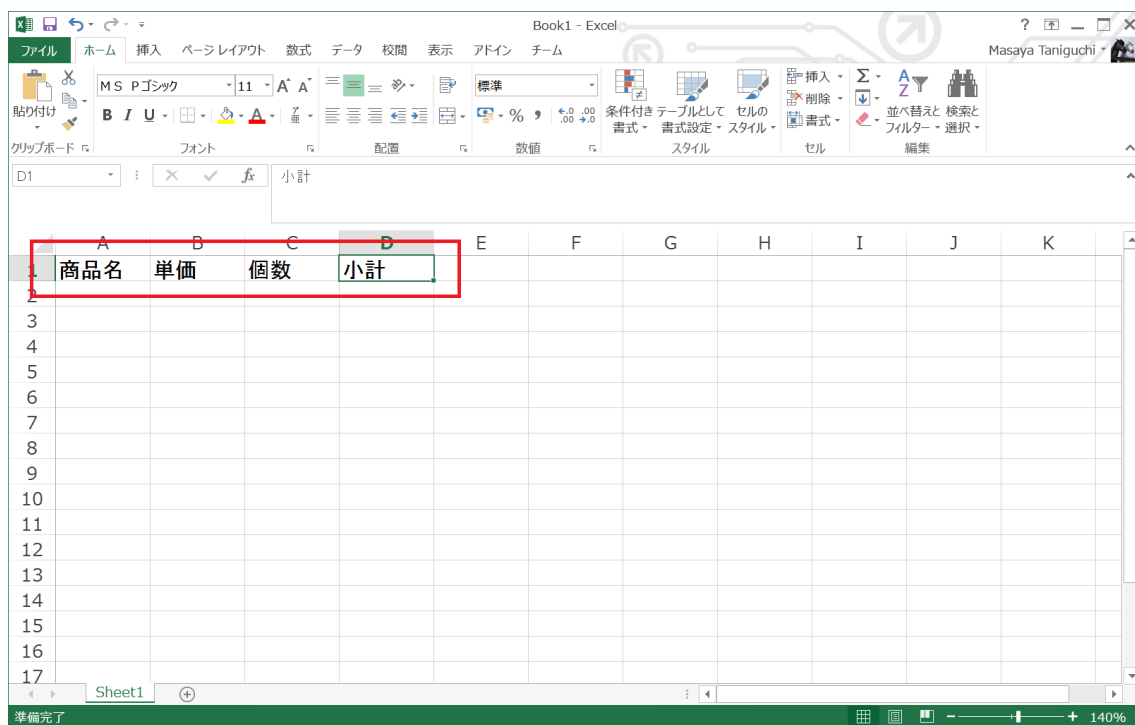 Book1 - Excel
ファイル ホーム 挿入 ページ レイアウト 数式 データ 校閲 表示 アドイン チーム Masaya Taniguchi
貼り付け
MS Pゴシック 11
B I U
標準
%
条件付き書式
テーブルとして書式設定
セルのスタイル
挿入
削除
書式
並べ替えとフィルター
検索と選択
クリップボード フォント 配置 数値 スタイル セル 編集
D1 fx 小計
A B C D E F G H I J K
1 商品名 単価 個数 小計
2
3
4
5
6
7
8
9
10
11
12
13
14
15
16
17
Sheet1
準備完了 140%